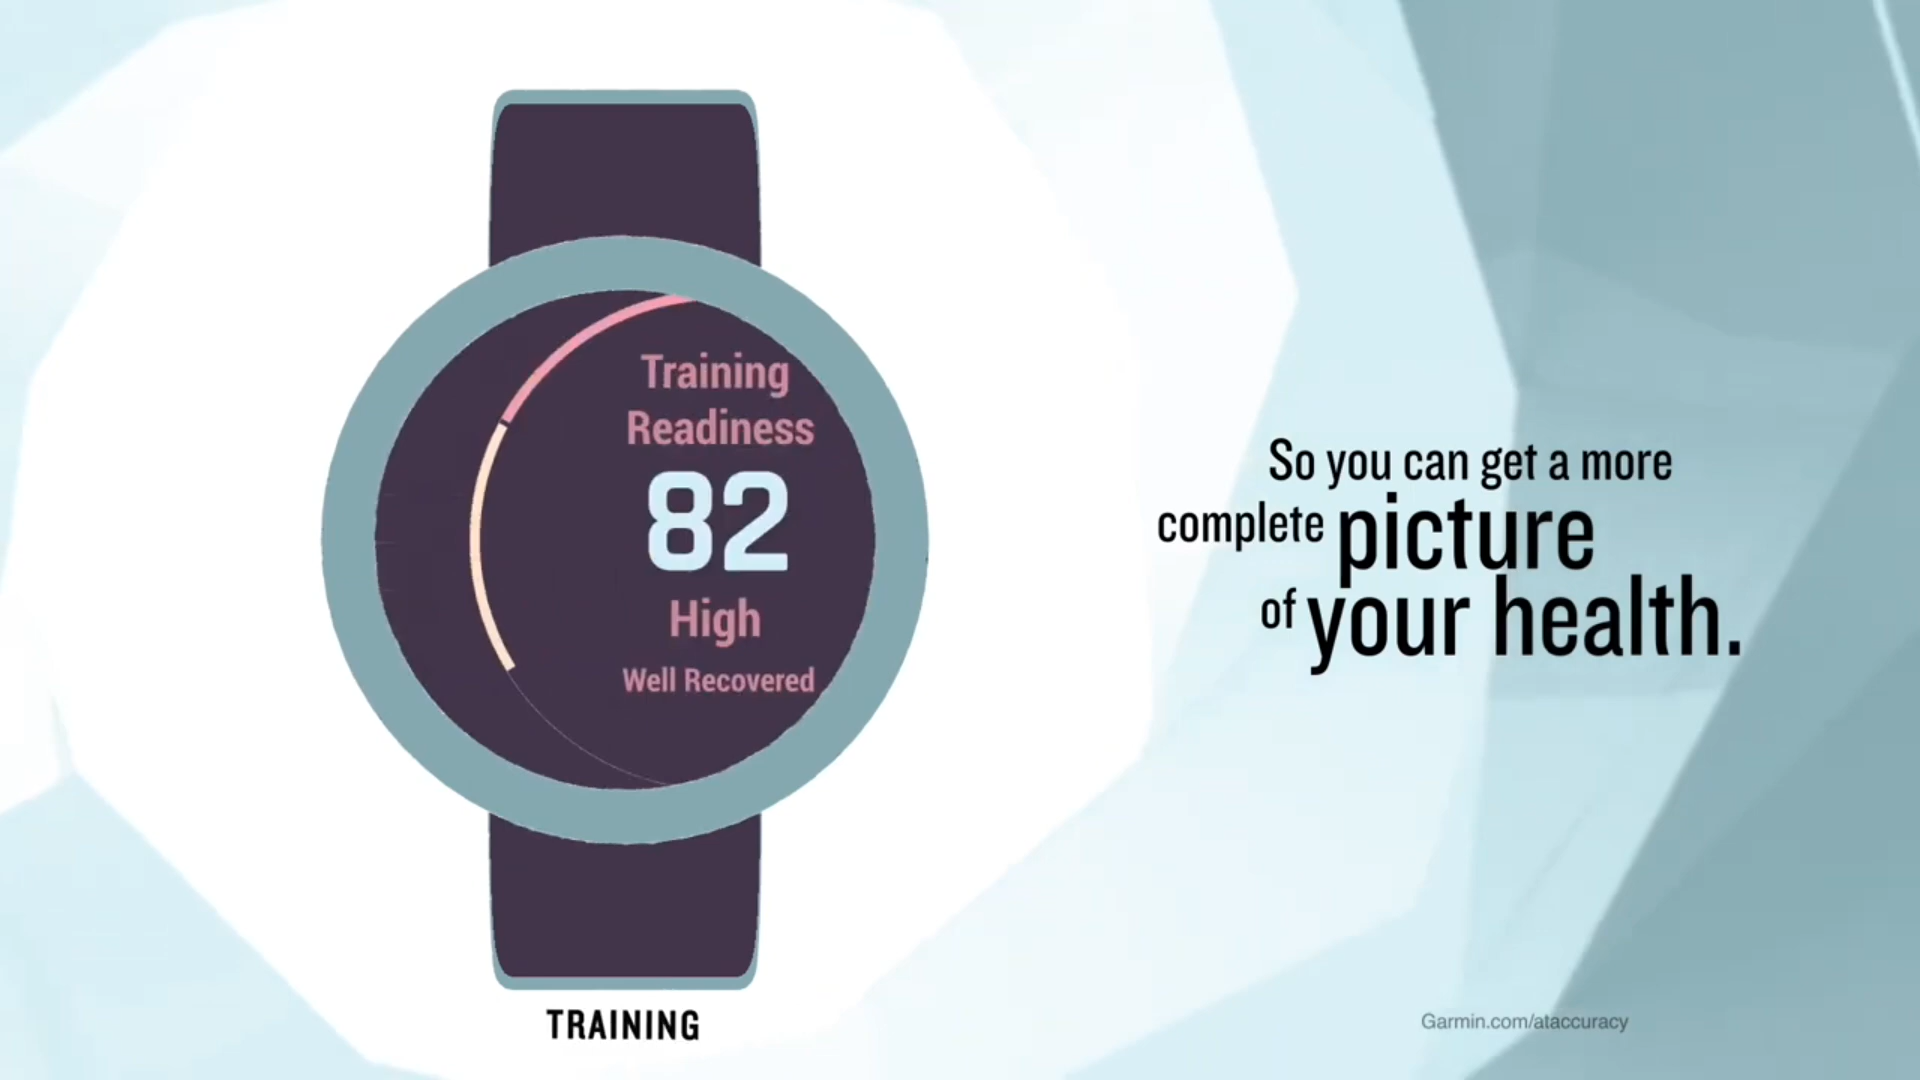 Training
Readiness
82
High
Well Recovered
TRAINING
So you can get a more
complete picture
of your health.
Garmin.com/ataccuracy